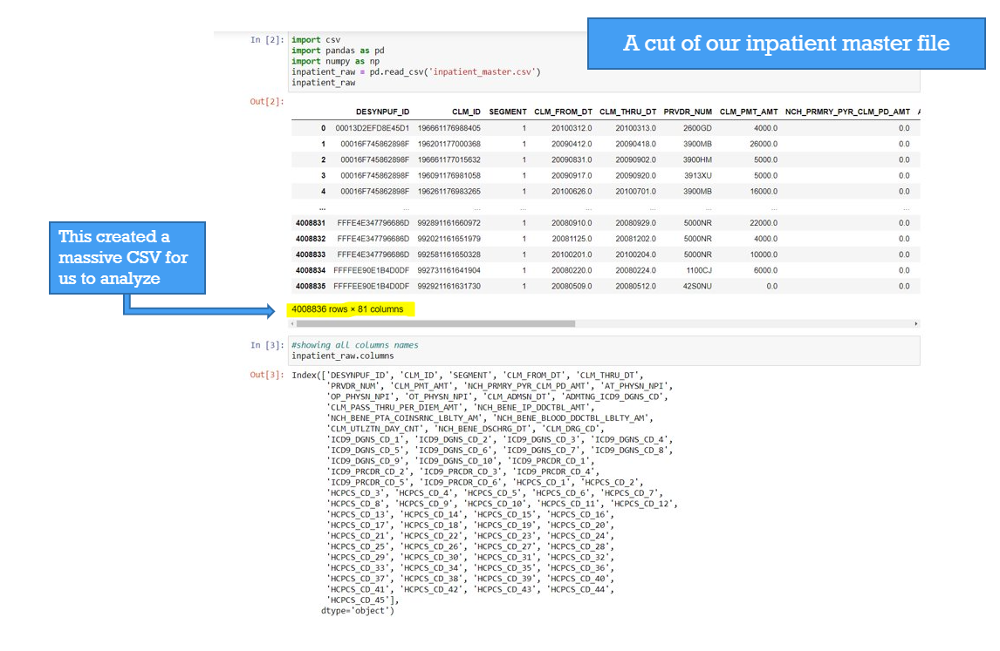 A cut of our inpatient master file
In [2]: import csv
import pandas as pd
import numpy as np
inpatient_raw = pd.read_csv('inpatient_master.csv')
inpatient_raw
Out[2]:
DESYNPUF_ID CLM_ID SEGMENT CLM_FROM_DT CLM_THRU_DT PRVDR_NUM CLM_PMT_AMT NCH_PRMRY_PYR_CLM_PD_AMT
0 00013D2EFD8E45D1 196661176988405 1 20100312.0 20100313.0 2600GD 4000.0 0.0
1 00016F745862898F 196201177000368 1 20090412.0 20090418.0 3900MB 26000.0 0.0
2 00016F745862898F 196661177015632 1 20090831.0 20090902.0 3900HM 5000.0 0.0
3 00016F745862898F 196091176981058 1 20090917.0 20090920.0 3913XU 5000.0 0.0
4 00016F745862898F 196261176983265 1 20100626.0 20100701.0 3900MB 16000.0 0.0
... ... ... ... ... ... ... ... ...
4008831 FFFE4E347796686D 992891161660972 1 20080910.0 20080929.0 5000NR 22000.0 0.0
4008832 FFFE4E347796686D 992021161651979 1 20081125.0 20081202.0 5000NR 4000.0 0.0
4008833 FFFE4E347796686D 992581161650328 1 20100201.0 20100204.0 5000NR 10000.0 0.0
4008834 FFFFEE90E1B4D0DF 992731161641904 1 20080220.0 20080224.0 1100CJ 6000.0 0.0
4008835 FFFFEE90E1B4D0DF 992921161631730 1 20080509.0 20080512.0 42S0NU 0.0 0.0
This created a
massive CSV for
us to analyze
4008836 rows × 81 columns
In [3]: #showing all columns names
inpatient_raw.columns
Out[3]: Index(['DESYNPUF_ID', 'CLM_ID', 'SEGMENT', 'CLM_FROM_DT', 'CLM_THRU_DT',
'PRVDR_NUM', 'CLM_PMT_AMT', 'NCH_PRMRY_PYR_CLM_PD_AMT', 'AT_PHYSN_NPI',
'OP_PHYSN_NPI', 'OT_PHYSN_NPI', 'CLM_ADMSN_DT', 'ADMTNG_ICD9_DGNS_CD',
'CLM_PASS_THRU_PER_DIEM_AMT', 'NCH_BENE_IP_DDCTBL_AMT',
'NCH_BENE_PTA_COINSRNC_LBLTY_AM', 'NCH_BENE_BLOOD_DDCTBL_LBLTY_AM',
'CLM_UTLZTN_DAY_CNT', 'NCH_BENE_DSCHRG_DT', 'CLM_DRG_CD',
'ICD9_DGNS_CD_1', 'ICD9_DGNS_CD_2', 'ICD9_DGNS_CD_3', 'ICD9_DGNS_CD_4',
'ICD9_DGNS_CD_5', 'ICD9_DGNS_CD_6', 'ICD9_DGNS_CD_7', 'ICD9_DGNS_CD_8',
'ICD9_DGNS_CD_9', 'ICD9_DGNS_CD_10', 'ICD9_PRCDR_CD_1',
'ICD9_PRCDR_CD_2', 'ICD9_PRCDR_CD_3', 'ICD9_PRCDR_CD_4',
'ICD9_PRCDR_CD_5', 'ICD9_PRCDR_CD_6', 'HCPCS_CD_1', 'HCPCS_CD_2',
'HCPCS_CD_3', 'HCPCS_CD_4', 'HCPCS_CD_5', 'HCPCS_CD_6', 'HCPCS_CD_7',
'HCPCS_CD_8', 'HCPCS_CD_9', 'HCPCS_CD_10', 'HCPCS_CD_11', 'HCPCS_CD_12',
'HCPCS_CD_13', 'HCPCS_CD_14', 'HCPCS_CD_15', 'HCPCS_CD_16',
'HCPCS_CD_17', 'HCPCS_CD_18', 'HCPCS_CD_19', 'HCPCS_CD_20',
'HCPCS_CD_21', 'HCPCS_CD_22', 'HCPCS_CD_23', 'HCPCS_CD_24',
'HCPCS_CD_25', 'HCPCS_CD_26', 'HCPCS_CD_27', 'HCPCS_CD_28',
'HCPCS_CD_29', 'HCPCS_CD_30', 'HCPCS_CD_31', 'HCPCS_CD_32',
'HCPCS_CD_33', 'HCPCS_CD_34', 'HCPCS_CD_35', 'HCPCS_CD_36',
'HCPCS_CD_37', 'HCPCS_CD_38', 'HCPCS_CD_39', 'HCPCS_CD_40',
'HCPCS_CD_41', 'HCPCS_CD_42', 'HCPCS_CD_43', 'HCPCS_CD_44',
'HCPCS_CD_45'],
dtype='object')